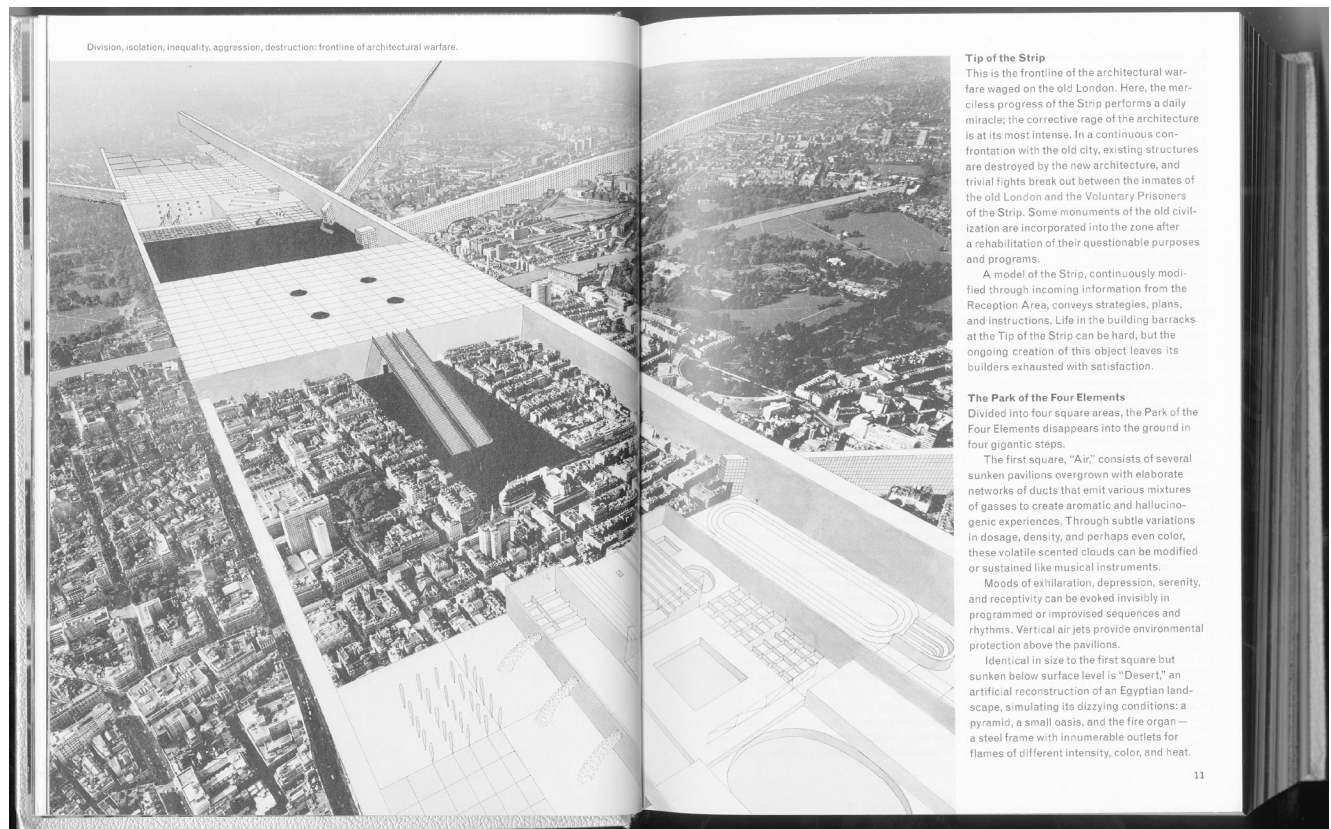 Division, isolation, inequality, aggression, destruction: frontline of architectural warfare.
Tip of the Strip
This is the frontline of the architectural war-
fare waged on the old London. Here, the mer-
ciless progress of the Strip performs a daily
miracle; the corrective rage of the architecture
is at its most intense. In a continuous con-
frontation with the old city, existing structures
are destroyed by the new architecture, and
trivial fights break out between the inmates of
the old London and the Voluntary Prisoners
of the Strip. Some monuments of the old civil-
ization are incorporated into the zone after
a rehabilitation of their questionable purposes
and programs.
A model of the Strip, continuously modi-
fied through incoming information from the
Reception Area, conveys strategies, plans,
and instructions. Life in the building barracks
at the Tip of the Strip can be hard, but the
ongoing creation of this object leaves its
builders exhausted with satisfaction.
The Park of the Four Elements
Divided into four square areas, the Park of the
Four Elements disappears into the ground in
four gigantic steps.
The first square, “Air,” consists of several
sunken pavilions overgrown with elaborate
networks of ducts that emit various mixtures
of gasses to create aromatic and hallucino-
genic experiences. Through subtle variations
in dosage, density, and perhaps even color,
these volatile scented clouds can be modified
or sustained like musical instruments.
Moods of exhilaration, depression, serenity,
and receptivity can be evoked invisibly in
programmed or improvised sequences and
rhythms. Vertical air jets provide environmental
protection above the pavilions.
Identical in size to the first square but
sunken below surface level is “Desert,” an
artificial reconstruction of an Egyptian land-
scape, simulating its dizzying conditions: a
pyramid, a small oasis, and the fire organ —
a steel frame with innumerable outlets for
flames of different intensity, color, and heat.
11